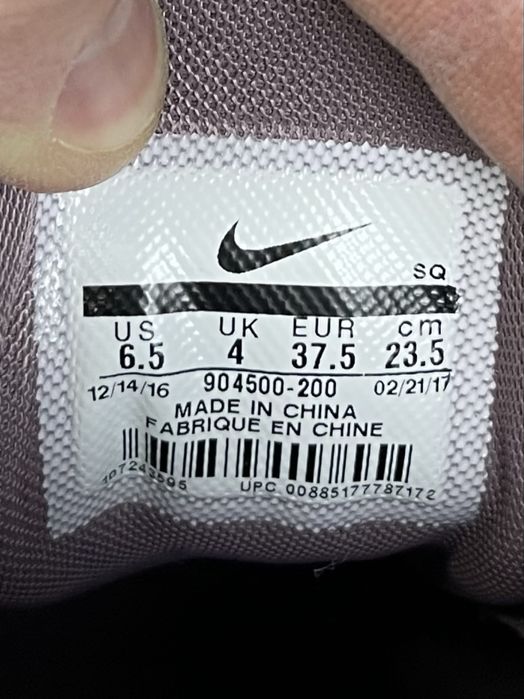 SQ
US UK EUR cm
6.5 4 37.5 23.5
12/14/16 904500-200 02/21/17
MADE IN CHINA
FABRIQUE EN CHINE
UPC 00885177787172